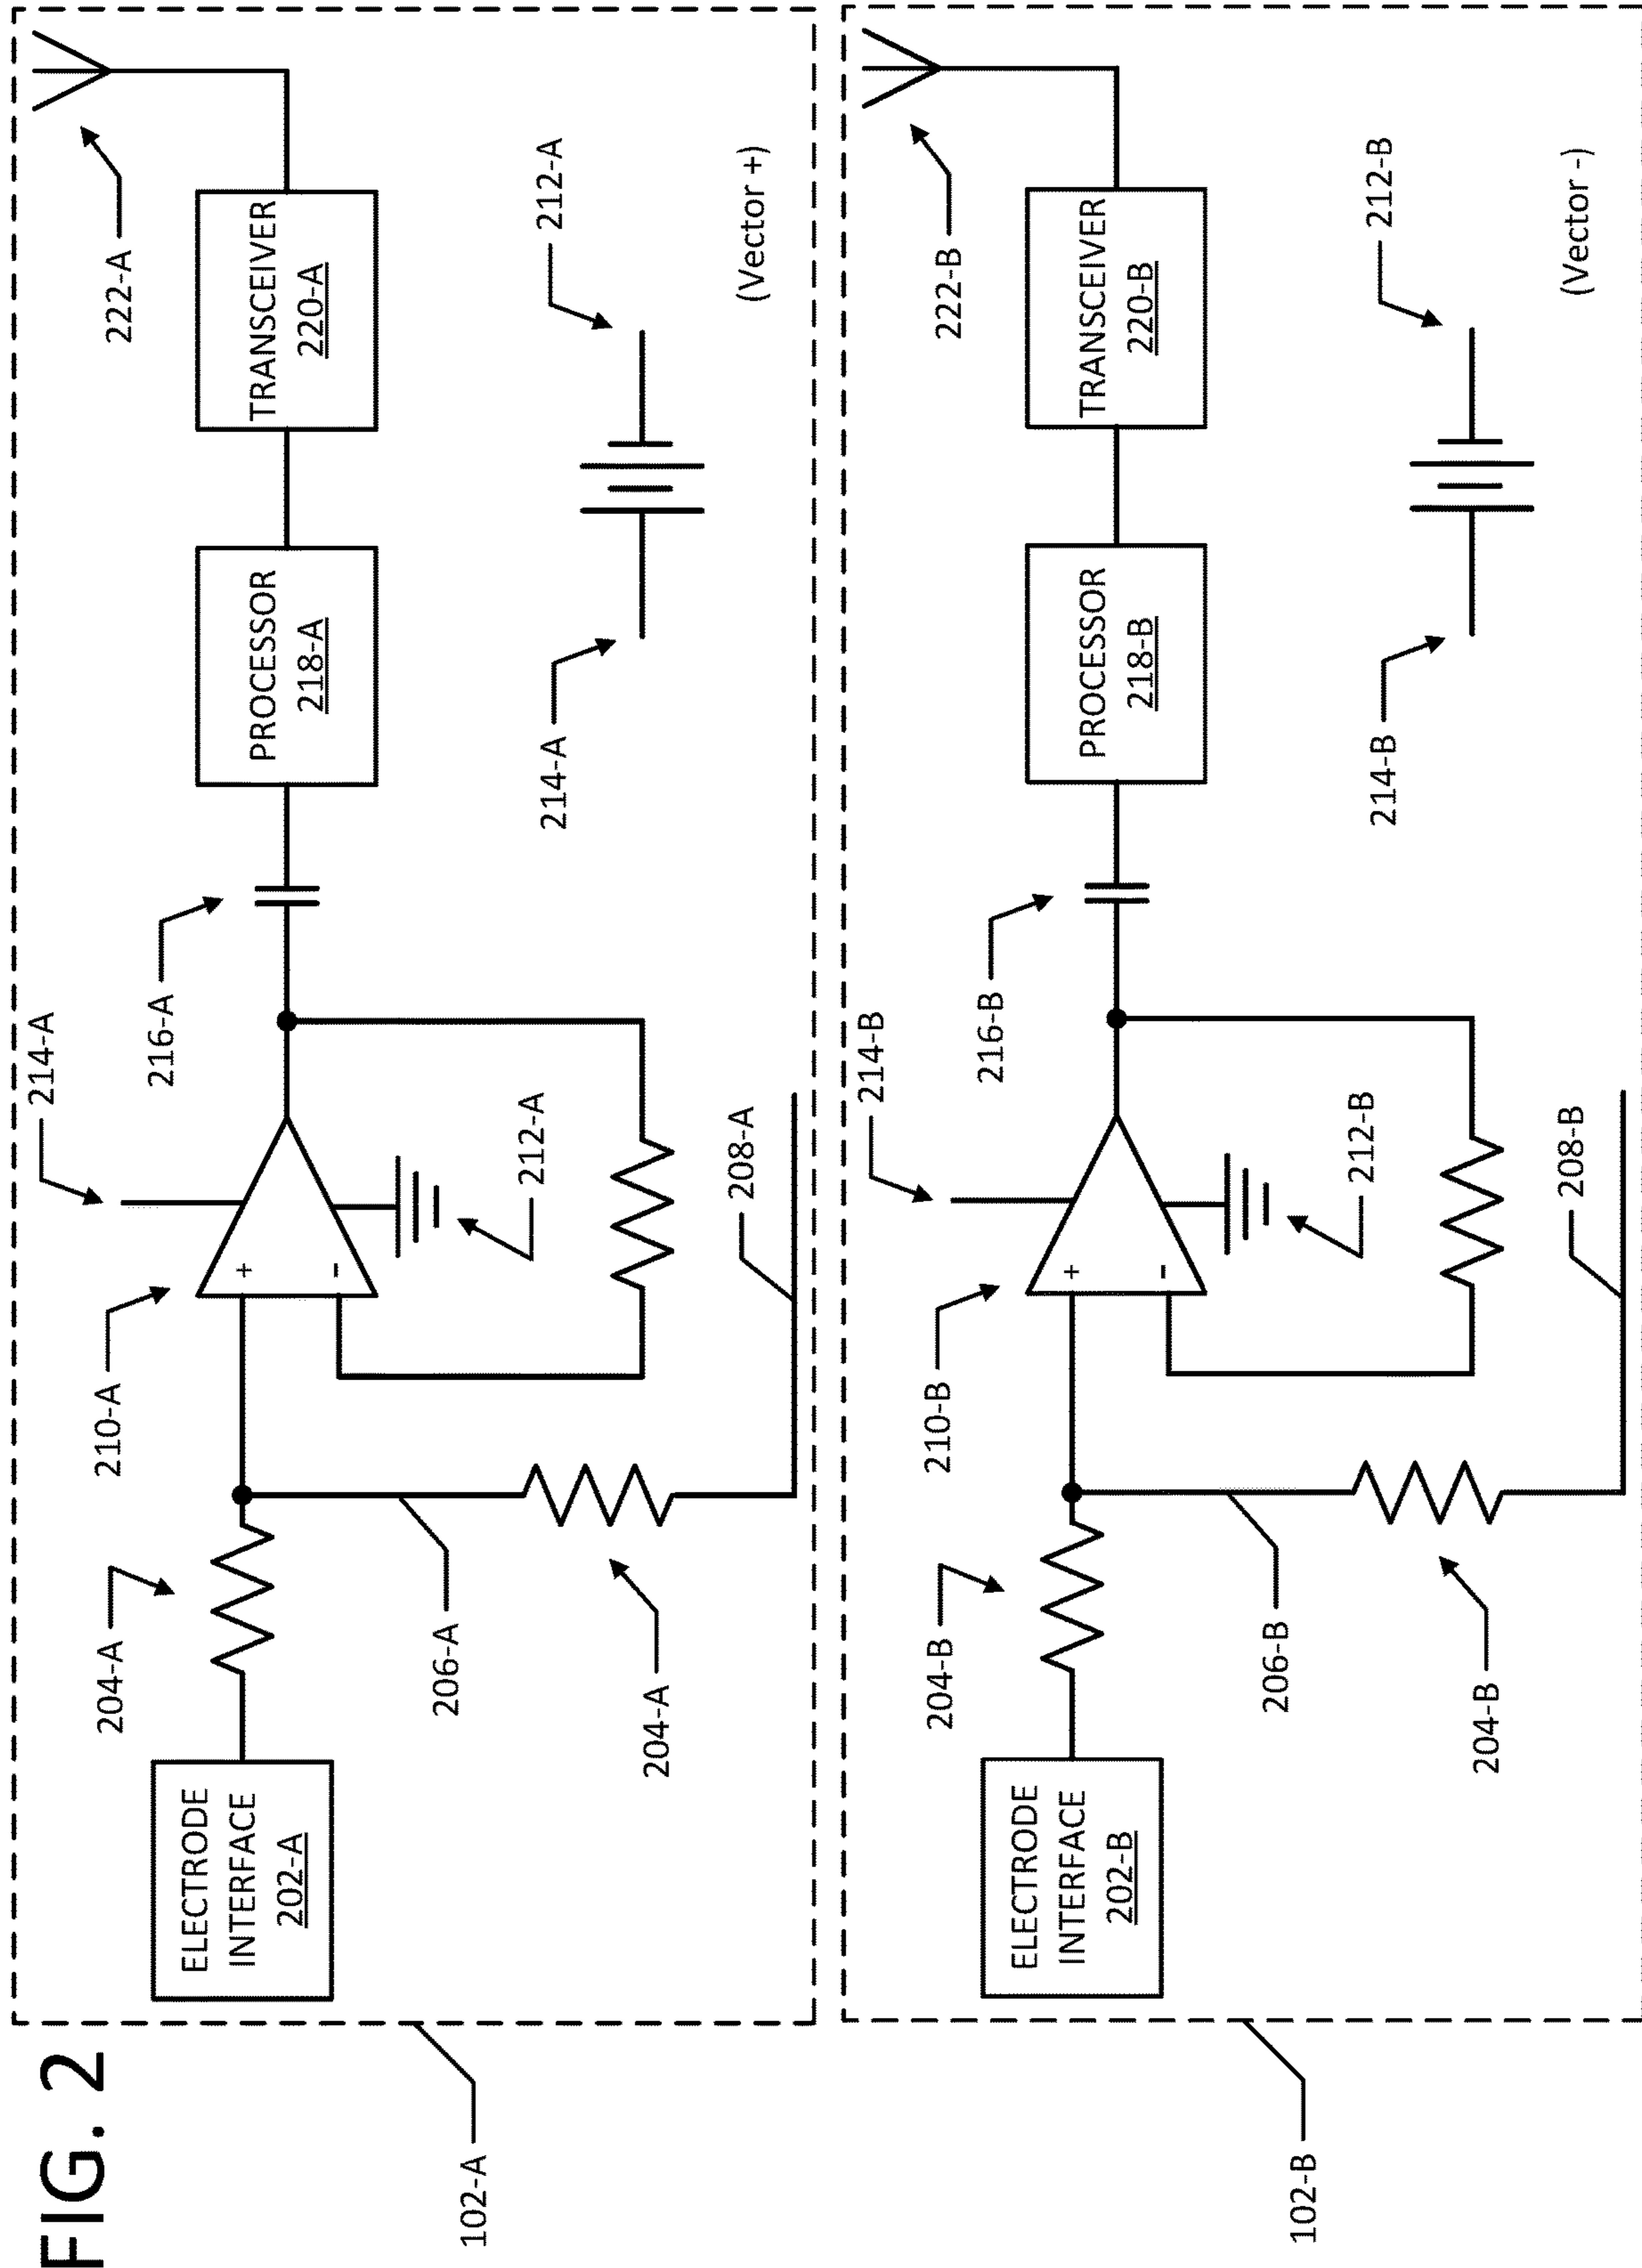 FIG. 2
102-A
ELECTRODE
INTERFACE
202-A
204-A
206-A
204-A
210-A
+
-
214-A
212-A
208-A
216-A
PROCESSOR
218-A
TRANSCEIVER
220-A
222-A
214-A
212-A
(Vector +)
102-B
ELECTRODE
INTERFACE
202-B
204-B
206-B
204-B
210-B
+
-
214-B
212-B
208-B
216-B
PROCESSOR
218-B
TRANSCEIVER
220-B
222-B
214-B
212-B
(Vector -)